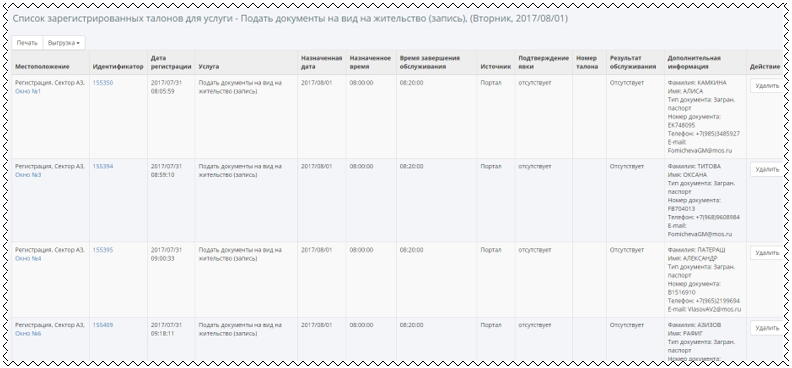 Список зарегистрированных талонов для услуги - Подать документы на вид на жительство (запись), (Вторник, 2017/08/01)
Печать Выгрузка
Местоположение Идентификатор Дата регистрации Услуга Назначенная дата Назначенное время Время завершения обслуживания Источник Подтверждение явки Номер талона Результат обслуживания Дополнительная информация Действие
Регистрация, Сектор А3, 155350 2017/07/31 Подать документы на вид на 2017/08/01 08:00:00 08:20:00 Портал отсутствует Отсутствует Фамилия: КАМКИНА Удалить
Окно №1 08:05:59 жительство (запись) Имя: АЛИСА
Тип документа: Загран.
паспорт
Номер документа:
EK748095
Телефон: +7(985)3485927
E-mail:
FomichevaGM@mos.ru
Регистрация, Сектор А3, 155394 2017/07/31 Подать документы на вид на 2017/08/01 08:00:00 08:20:00 Портал отсутствует Отсутствует Фамилия: ТИТОВА Удалить
Окно №3 08:59:10 жительство (запись) Имя: ОКСАНА
Тип документа: Загран.
паспорт
Номер документа:
FB704013
Телефон: +7(968)9608984
E-mail:
FomichevaGM@mos.ru
Регистрация, Сектор А3, 155395 2017/07/31 Подать документы на вид на 2017/08/01 08:00:00 08:20:00 Портал отсутствует Отсутствует Фамилия: ПАТЕРАШ Удалить
Окно №4 09:00:33 жительство (запись) Имя: АЛЕКСАНДР
Тип документа: Загран.
паспорт
Номер документа:
B1516910
Телефон: +7(965)2199694
E-mail: VlasovAV2@mos.ru
Регистрация, Сектор А3, 155409 2017/07/31 Подать документы на вид на 2017/08/01 08:00:00 08:20:00 Портал отсутствует Отсутствует Фамилия: АЗИЗОВ Удалить
Окно №6 09:18:11 жительство (запись) Имя: РАФИГ
Тип документа: Загран.
паспорт
Номер документа: